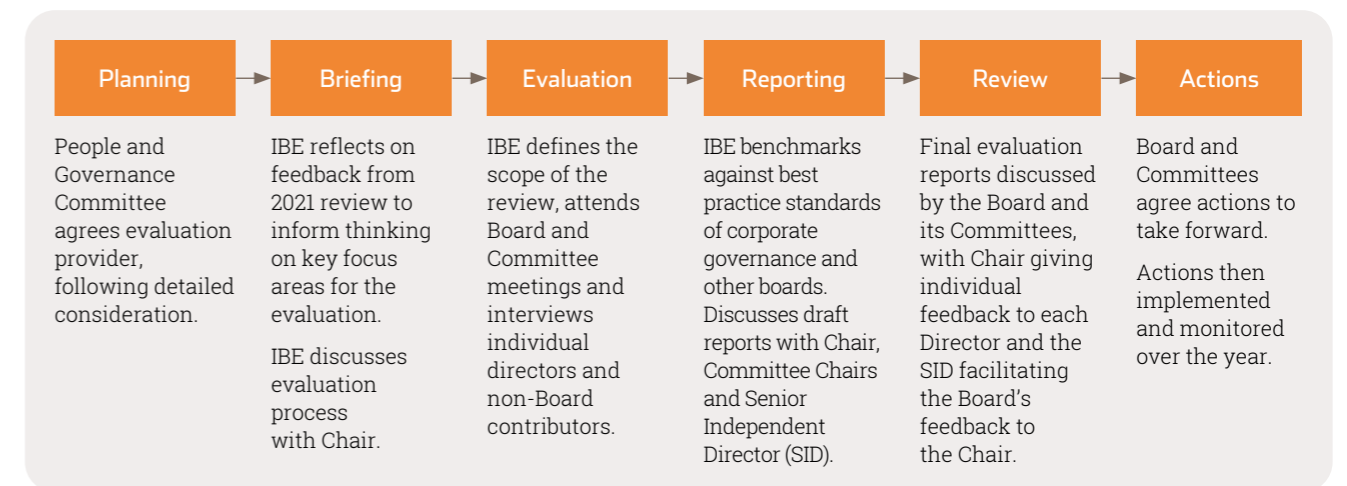 Planning
Briefing
Evaluation
Reporting
Review
Actions
People and
Governance
Committee
agrees evaluation
provider,
following detailed
consideration.
IBE reflects on
feedback from
2021 review to
inform thinking
on key focus
areas for the
evaluation.
IBE discusses
evaluation
process
with Chair.
IBE defines the
scope of the
review, attends
Board and
Committee
meetings and
interviews
individual
directors and
non-Board
contributors.
IBE benchmarks
against best
practice standards
of corporate
governance and
other boards.
Discusses draft
reports with Chair,
Committee Chairs
and Senior
Independent
Director (SID).
Final evaluation
reports discussed
by the Board and
its Committees,
with Chair giving
individual
feedback to each
Director and the
SID facilitating
the Board’s
feedback to
the Chair.
Board and
Committees
agree actions to
take forward.
Actions then
implemented
and monitored
over the year.